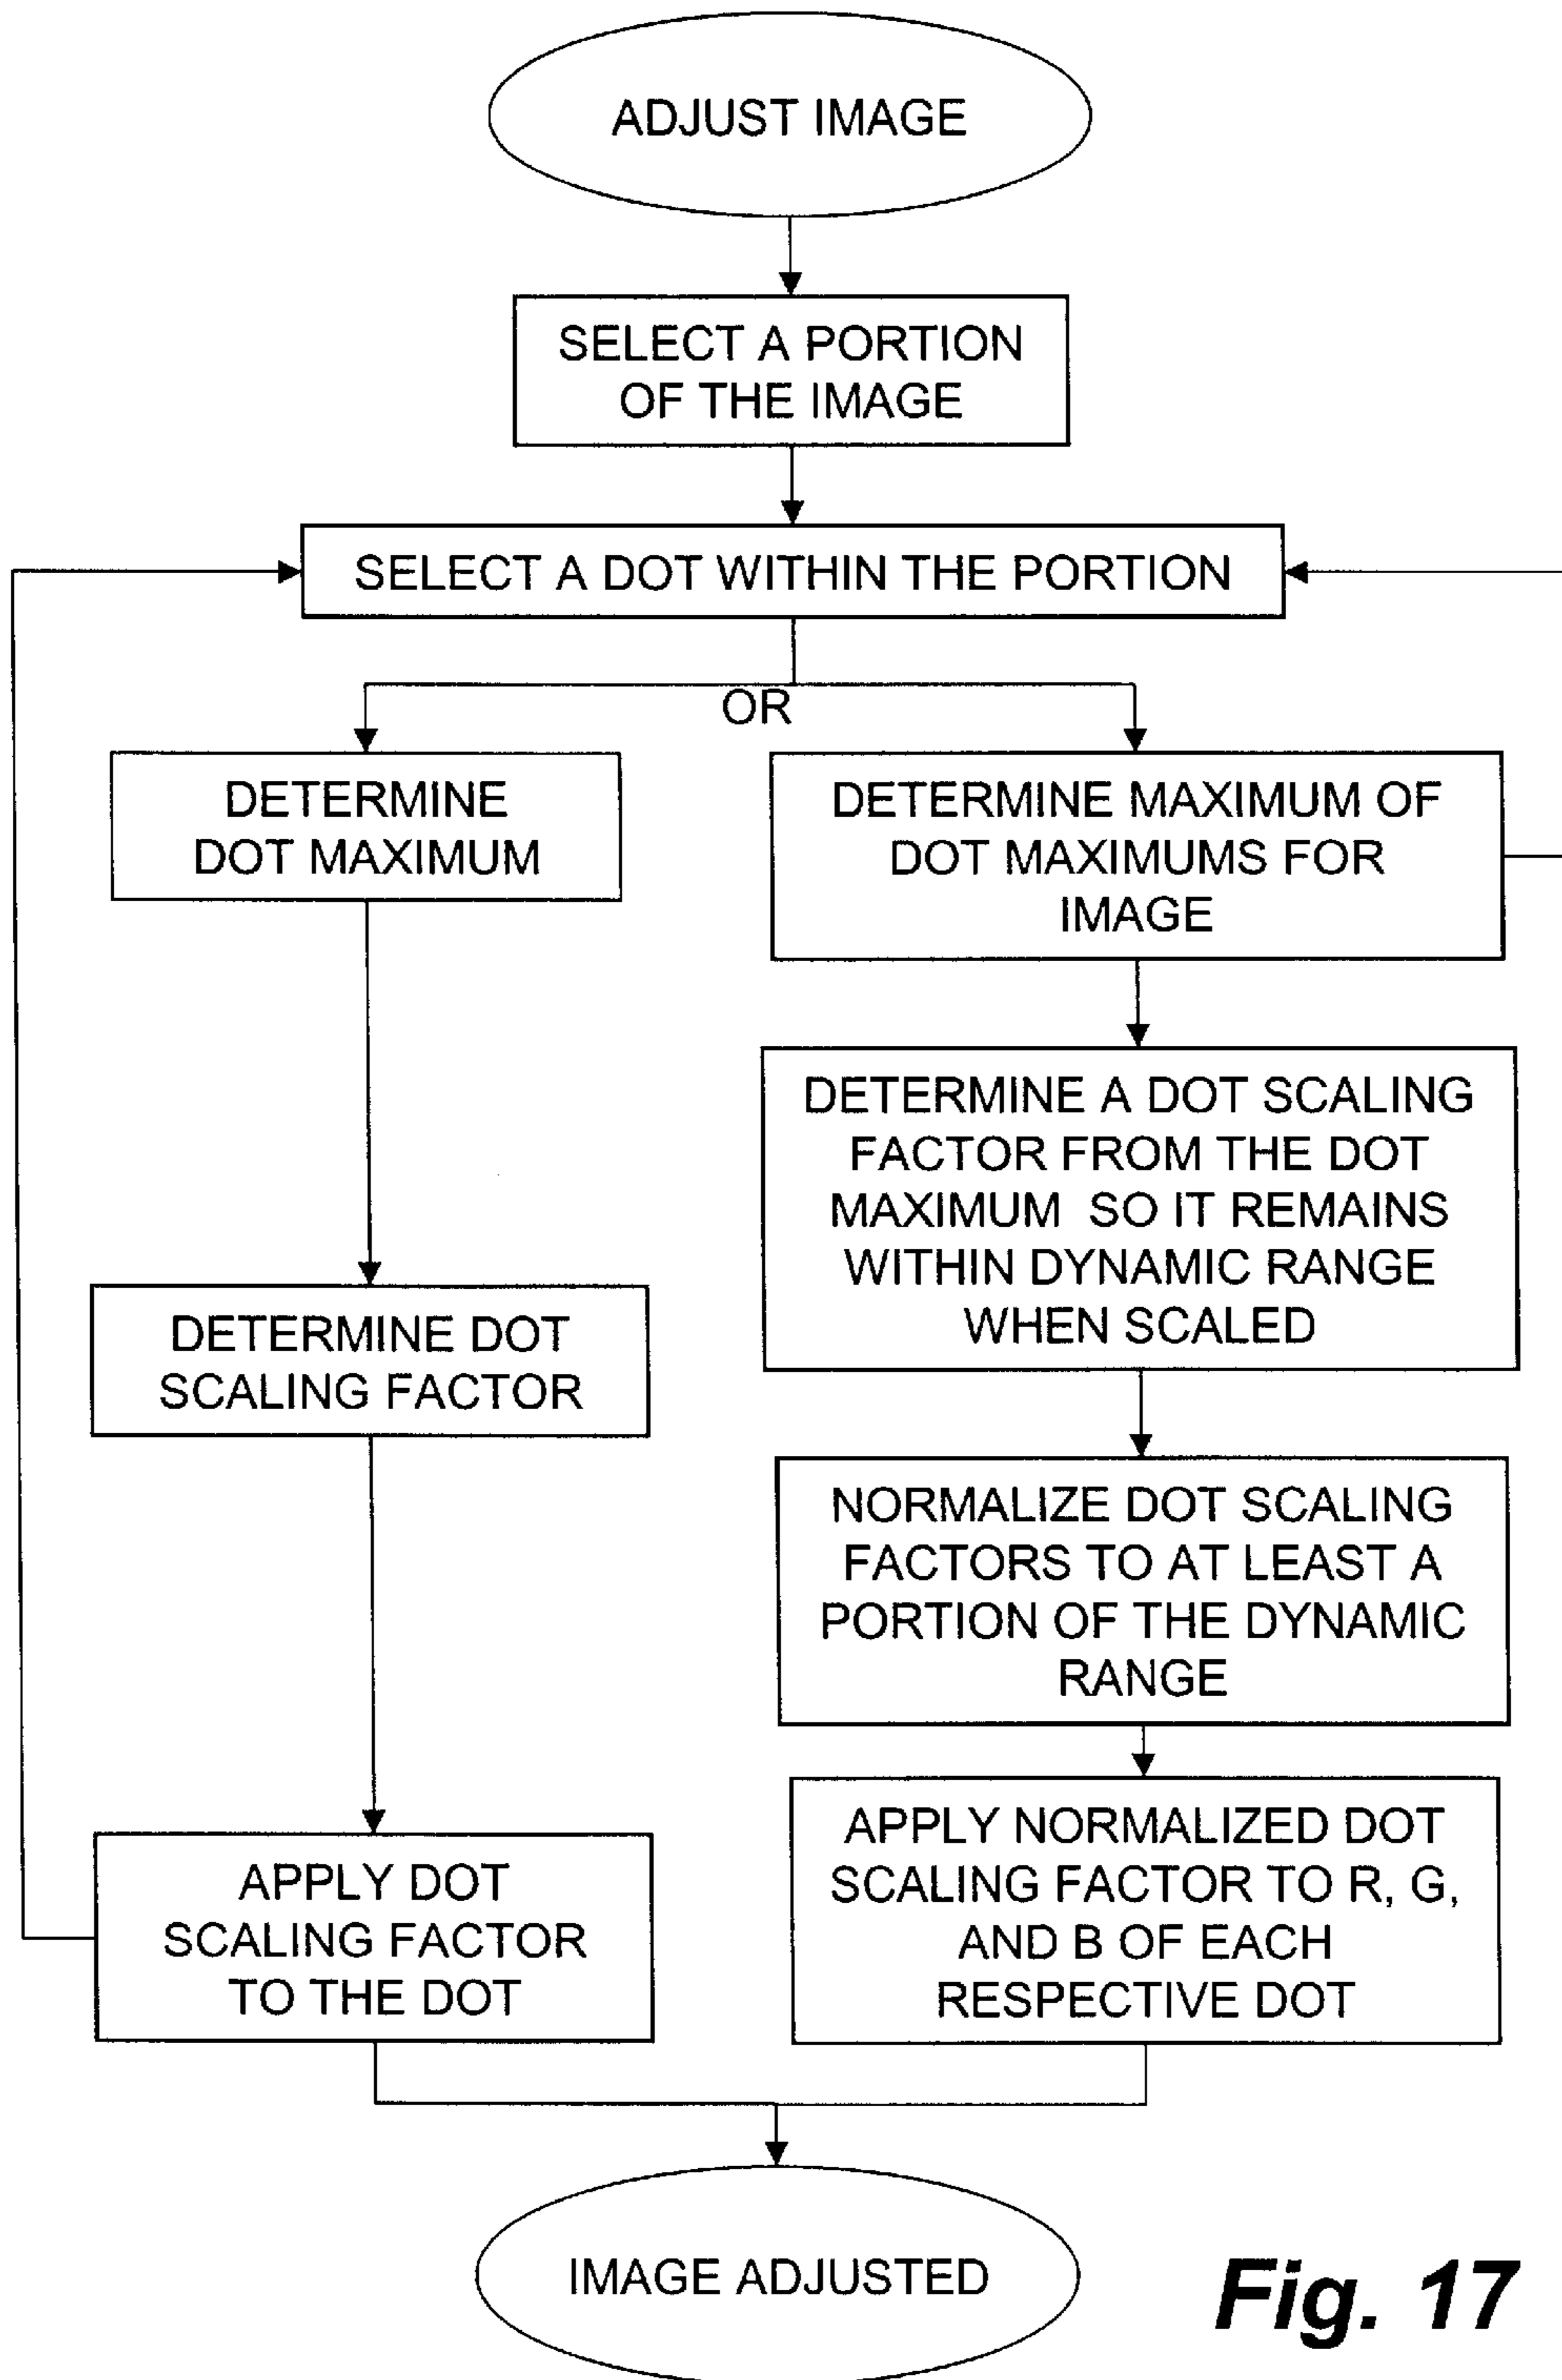 ADJUST IMAGE
SELECT A PORTION
OF THE IMAGE
SELECT A DOT WITHIN THE PORTION
OR
DETERMINE
DOT MAXIMUM
DETERMINE DOT
SCALING FACTOR
APPLY DOT
SCALING FACTOR
TO THE DOT
DETERMINE MAXIMUM OF
DOT MAXIMUMS FOR
IMAGE
DETERMINE A DOT SCALING
FACTOR FROM THE DOT
MAXIMUM SO IT REMAINS
WITHIN DYNAMIC RANGE
WHEN SCALED
NORMALIZE DOT SCALING
FACTORS TO AT LEAST A
PORTION OF THE DYNAMIC
RANGE
APPLY NORMALIZED DOT
SCALING FACTOR TO R, G,
AND B OF EACH
RESPECTIVE DOT
IMAGE ADJUSTED
Fig. 17